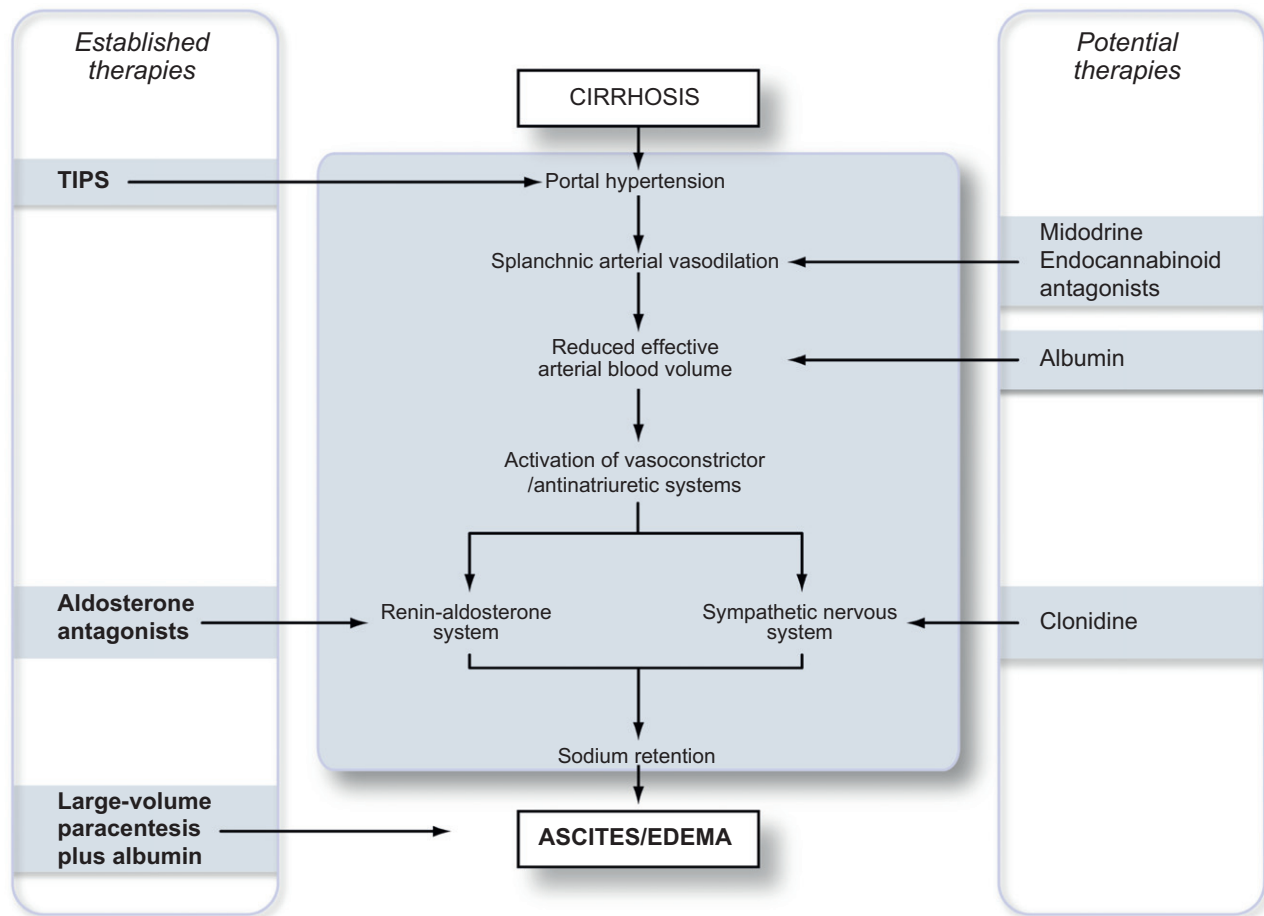 Established
therapies
TIPS
Aldosterone
antagonists
Large-volume
paracentesis
plus albumin
CIRRHOSIS
Portal hypertension
Splanchnic arterial vasodilation
Reduced effective
arterial blood volume
Activation of vasoconstrictor
/antinatriuretic systems
Renin-aldosterone
system
Sympathetic nervous
system
Sodium retention
ASCITES/EDEMA
Potential
therapies
Midodrine
Endocannabinoid
antagonists
Albumin
Clonidine